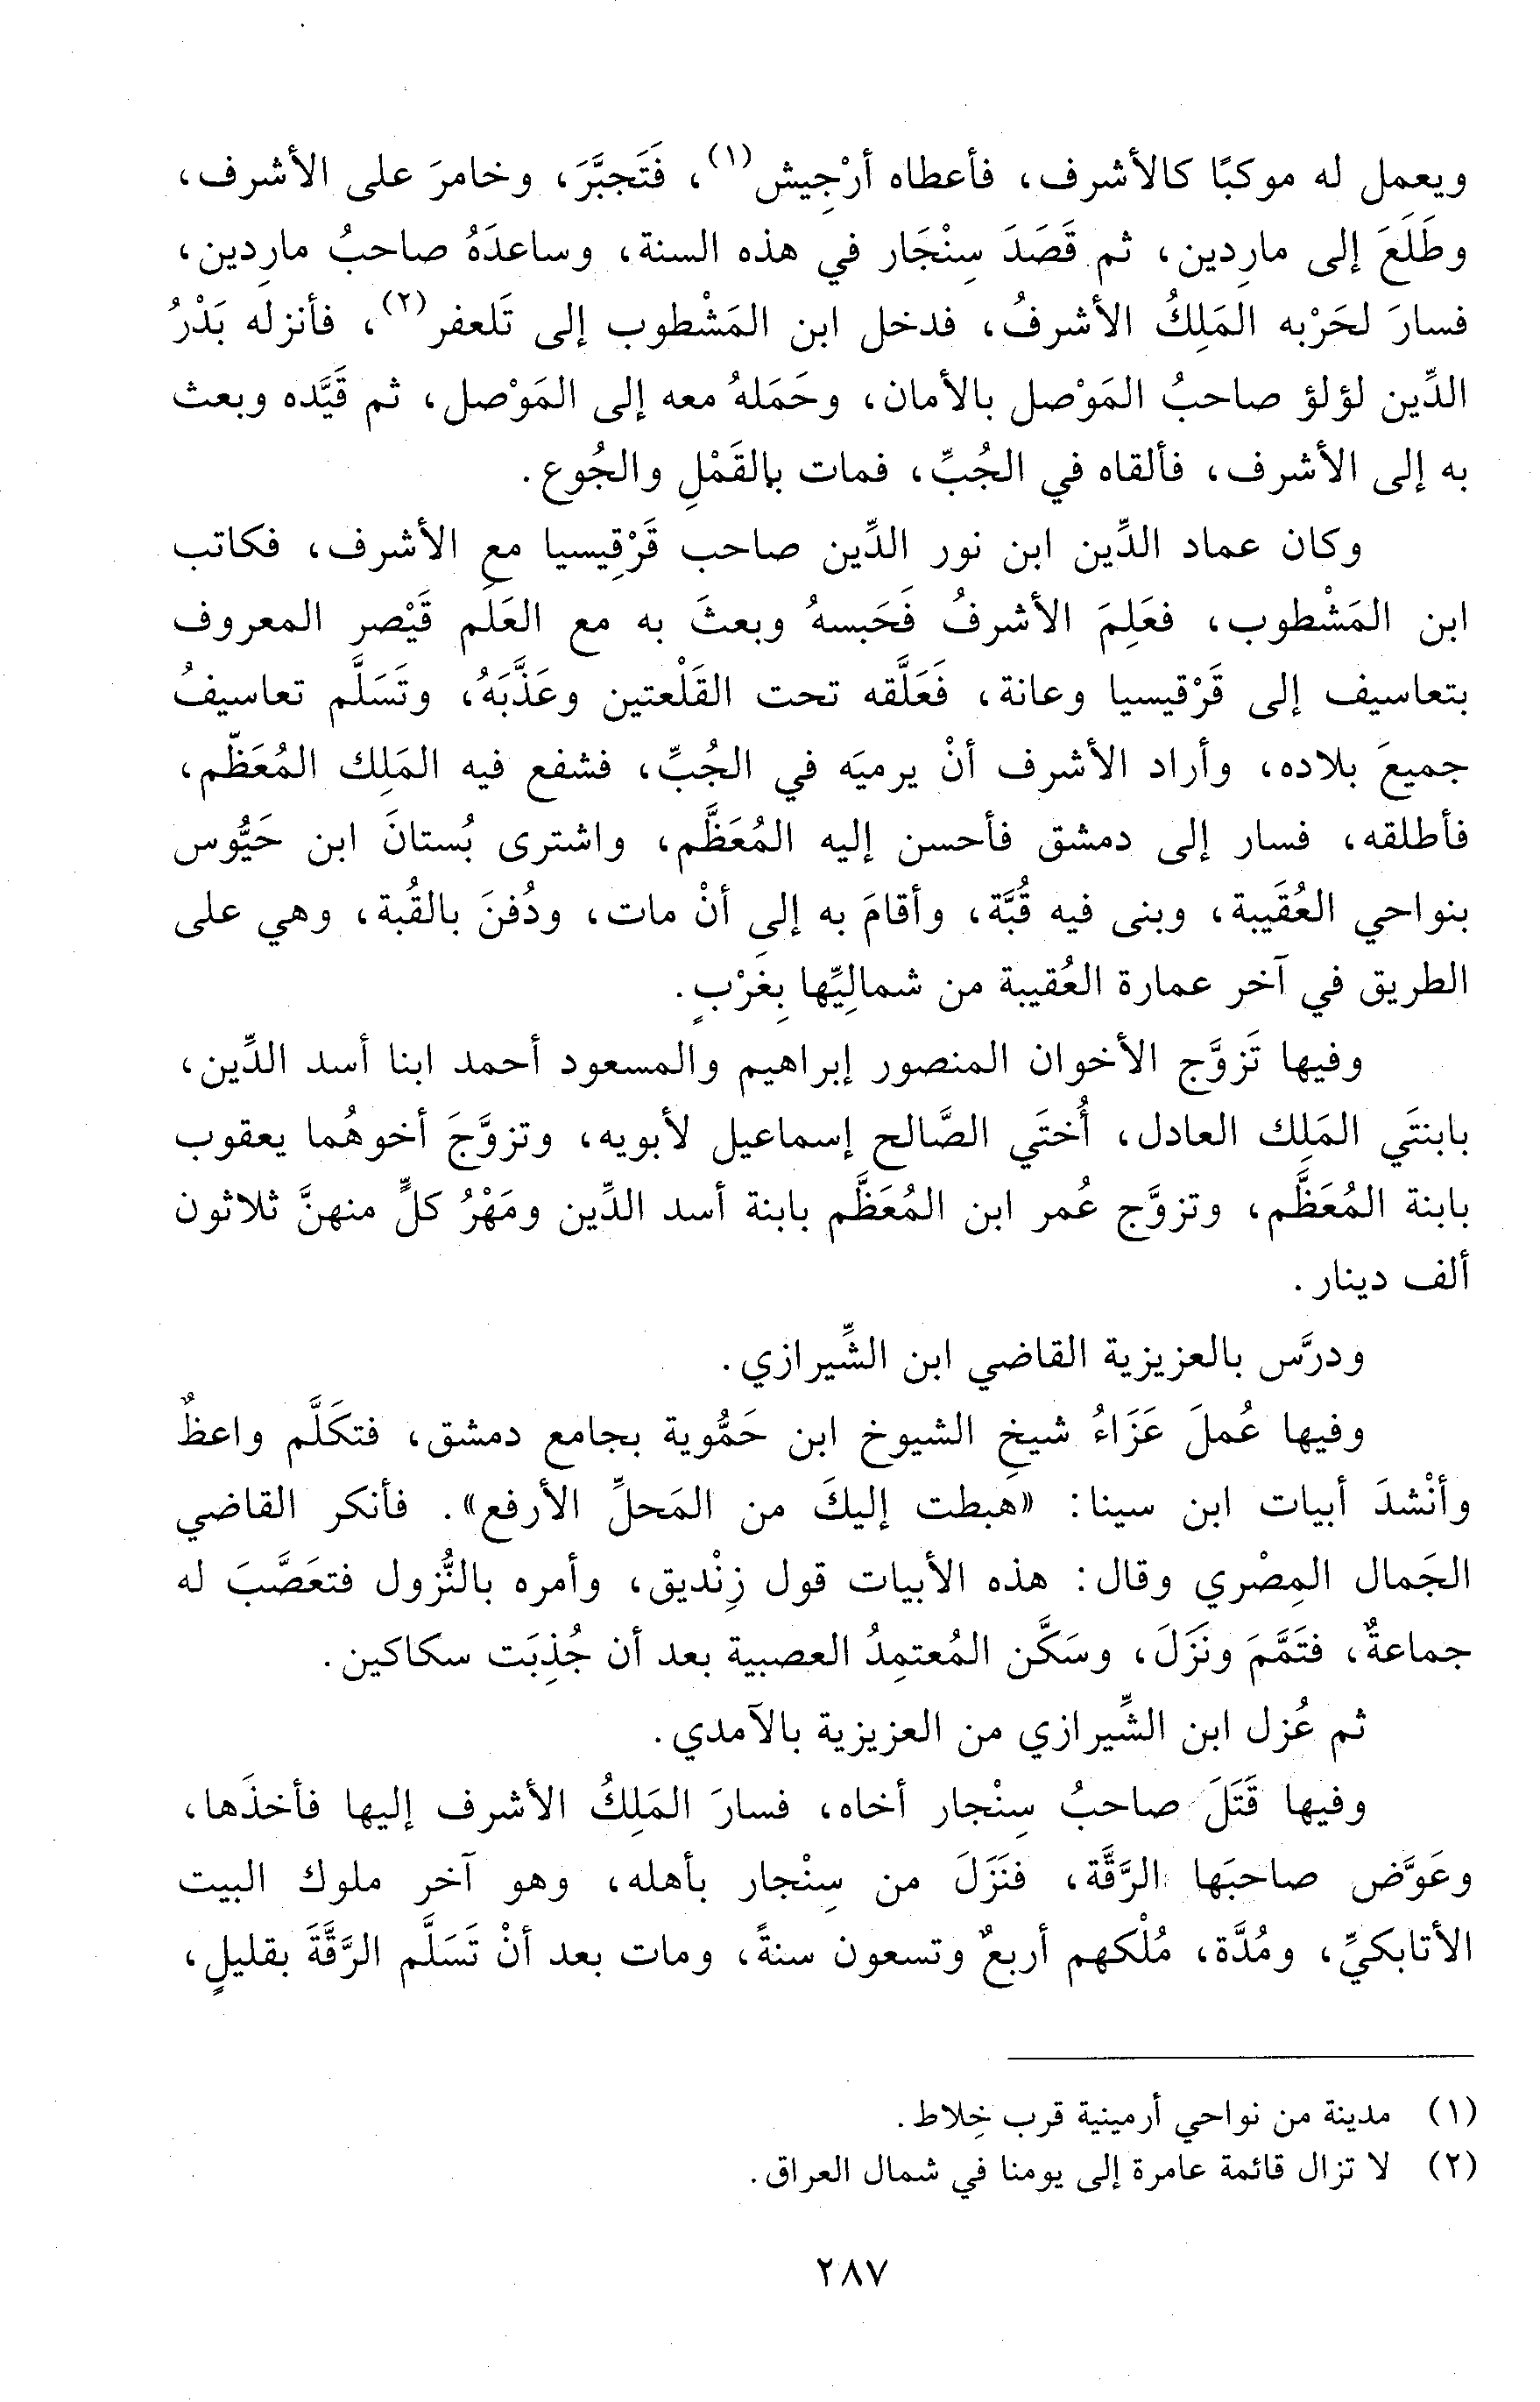 ويعمل له موكبًا كالأشرف، فأعطاه أرْجِيش(١)، فَتَجبَّرَ، وخامرَ على الأشرف،
وطَلَعَ إلى مارِدين، ثم قَصَدَ سِنْجَار في هذه السنة، وساعدَهُ صاحبُ مارِدين،
فسارَ لحَرْبه المَلِكُ الأشرفُ، فدخل ابن المَشْطوب إلى تَلعفر(٢)، فأنزله بَدْرُ
الدِّين لؤلؤ صاحبُ المَوْصل بالأمان، وحَمَلهُ معه إلى المَوْصل، ثم قَيَّده وبعث
به إلى الأشرف، فألقاه في الجُبِّ، فمات بالقَمْلِ والجُوع.
وكان عماد الدِّين ابن نور الدِّين صاحب قَرْقِيسيا معِ الأشرف، فكاتب
ابن المَشْطوب، فعَلِمَ الأشرفُ فَحَبسهُ وبعثَ به مع العَلَم قَيْصر المعروف
بتعاسيف إلى قَرْقيسيا وعانة، فَعَلَّقه تحت القَلْعتين وعَذَّبَهُ، وتَسَلَّم تعاسيفُ
جميعَ بلاده، وأراد الأشرف أنْ يرميَه في الجُبِّ، فشفع فيه المَلِك المُعَظّم،
فأطلقه، فسار إلى دمشق فأحسن إليه المُعَظَّم، واشترى بُستانَ ابن حَيُّوس
بنواحي العُقَيبة، وبنى فيه قُبَّة، وأقامَ به إلى أنْ مات، ودُفنَ بالقُبة، وهي على
الطريق في آخر عمارة العُقيبة من شمالِيِّها بِغَرْبٍ.
وفيها تَزوَّج الأخوان المنصور إبراهيم والمسعود أحمد ابنا أسد الدِّين،
بابنتَي المَلِك العادل، أُختَي الصَّالح إسماعيل لأبويه، وتزوَّجَ أخوهُما يعقوب
بابنة المُعَظَّم، وتزوَّج عُمر ابن المُعَظَّم بابنة أسد الدِّين ومَهْرُ كلٍّ منهنَّ ثلاثون
ألف دينار.
ودرَّس بالعزيزية القاضي ابن الشِّيرازي.
وفيها عُملَ عَزَاءُ شيخِ الشيوخ ابن حَمُّوية بجامع دمشق، فتكَلَّم واعظٌ
وأنْشدَ أبيات ابن سينا: «هبطت إليكَ من المَحلِّ الأرفع». فأنكر القاضي
الجَمال المِصْري وقال: هذه الأبيات قول زِنْديق، وأمره بالنُّزول فتعَصَّبَ له
جماعةٌ، فتَمَّمَ ونَزَلَ، وسَكَّن المُعتمِدُ العصبية بعد أن جُذِبَت سكاكين.
ثم عُزل ابن الشِّيرازي من العزيزية بالآمدي.
وفيها قَتَلَ صاحبُ سِنْجار أخاه، فسارَ المَلِكُ الأشرف إليها فأخذَها،
وعَوَّض صاحبَها الرَّقَّة، فنَزَلَ من سِنْجار بأهله، وهو آخر ملوك البيت
الأتابكيِّ، ومُدَّة، مُلْكهم أربعٌ وتسعون سنةً، ومات بعد أنْ تَسَلَّم الرَّقَّةَ بقليلٍ،
(١) مدينة من نواحي أرمينية قرب خِلاط.
(٢) لا تزال قائمة عامرة إلى يومنا في شمال العراق.
٢٨٧